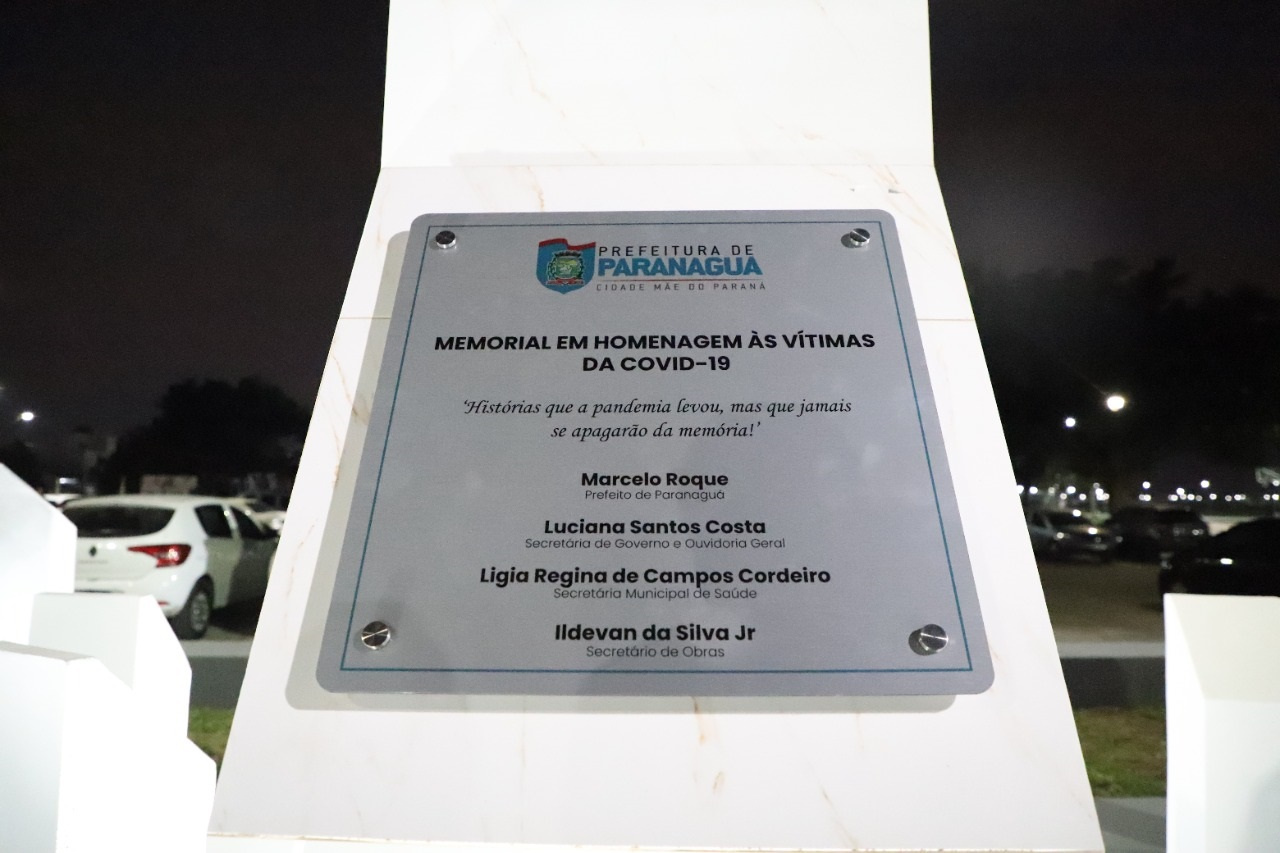 PREFEITURA DE
PARANAGUA
CIDADE MÃE DO PARANÁ
MEMORIAL EM HOMENAGEM ÀS VÍTIMAS
DA COVID-19
'Histórias que a pandemia levou, mas que jamais
se apagarão da memória!'
Marcelo Roque
Prefeito de Paranaguá
Luciana Santos Costa
Secretária de Governo e Ouvidoria Geral
Ligia Regina de Campos Cordeiro
Secretária Municipal de Saúde
Ildevan da Silva Jr
Secretário de Obras